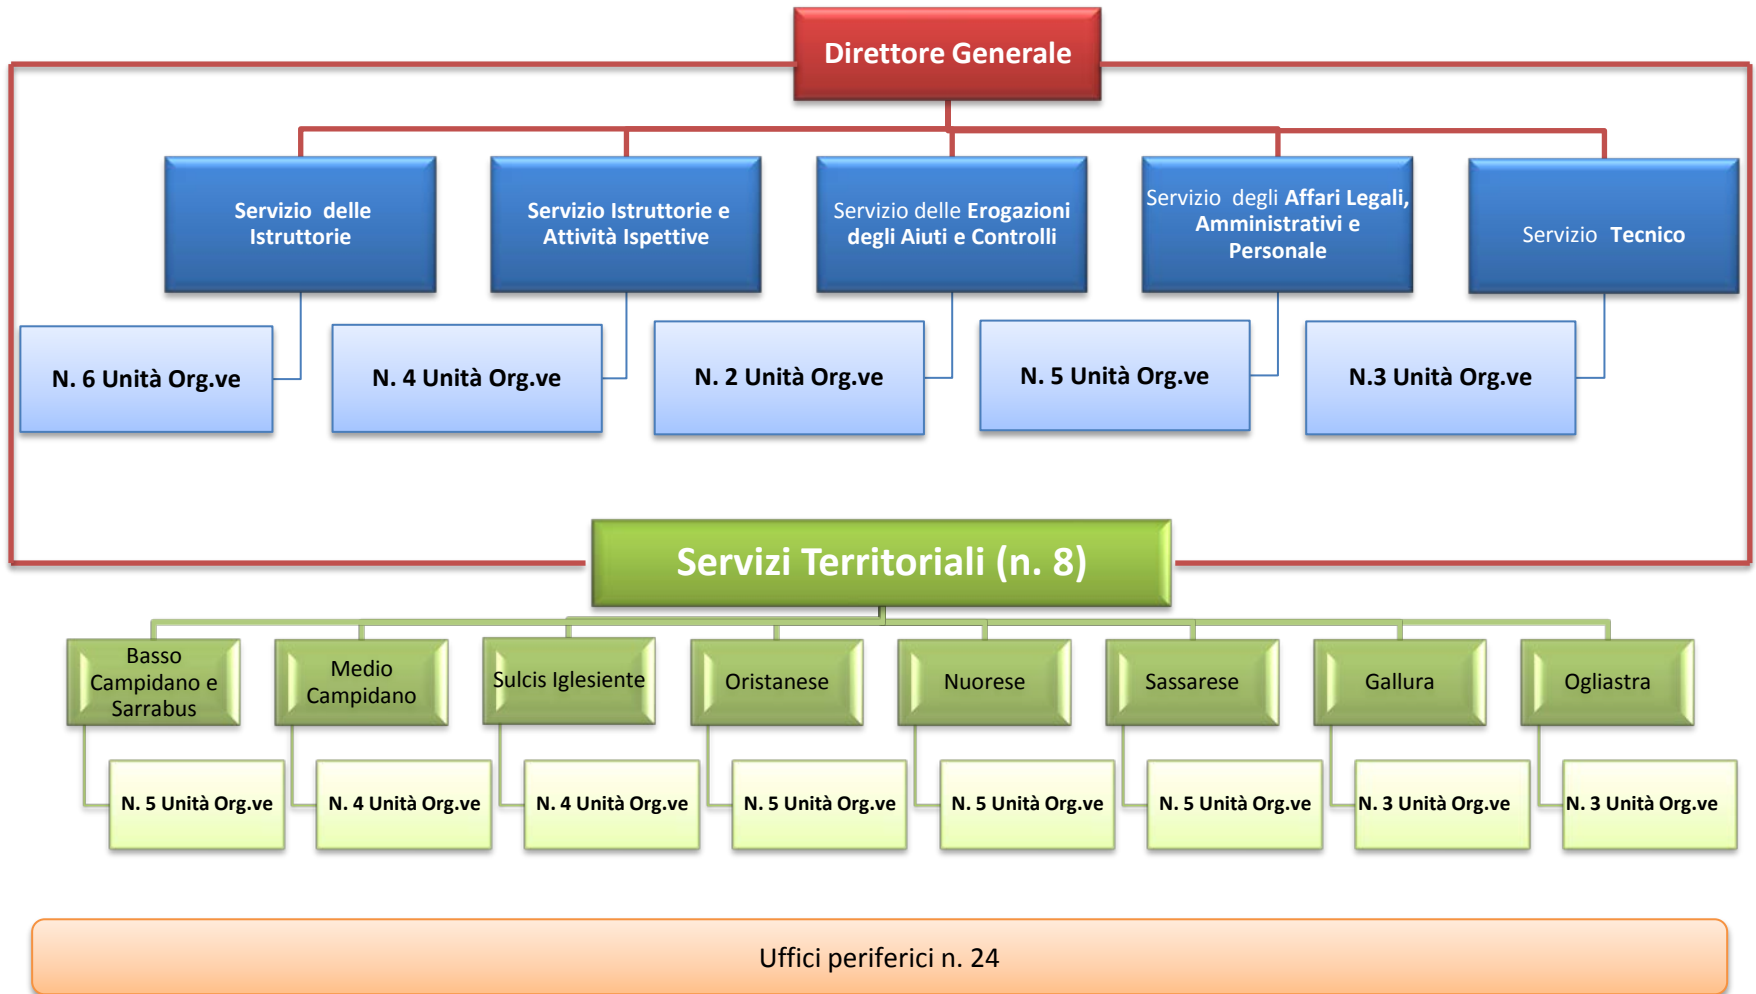 Direttore Generale
Servizio delle
Istruttorie
Servizio Istruttorie e
Attività Ispettive
Servizio delle Erogazioni
degli Aiuti e Controlli
Servizio degli Affari Legali,
Amministrativi e
Personale
Servizio Tecnico
N. 6 Unità Org.ve
N. 4 Unità Org.ve
N. 2 Unità Org.ve
N. 5 Unità Org.ve
N.3 Unità Org.ve
Servizi Territoriali (n. 8)
Basso
Campidano e
Sarrabus
Medio
Campidano
Sulcis Iglesiente
Oristanese
Nuorese
Sassarese
Gallura
Ogliastra
N. 5 Unità Org.ve
N. 4 Unità Org.ve
N. 4 Unità Org.ve
N. 5 Unità Org.ve
N. 5 Unità Org.ve
N. 5 Unità Org.ve
N. 3 Unità Org.ve
N. 3 Unità Org.ve
Uffici periferici n. 24